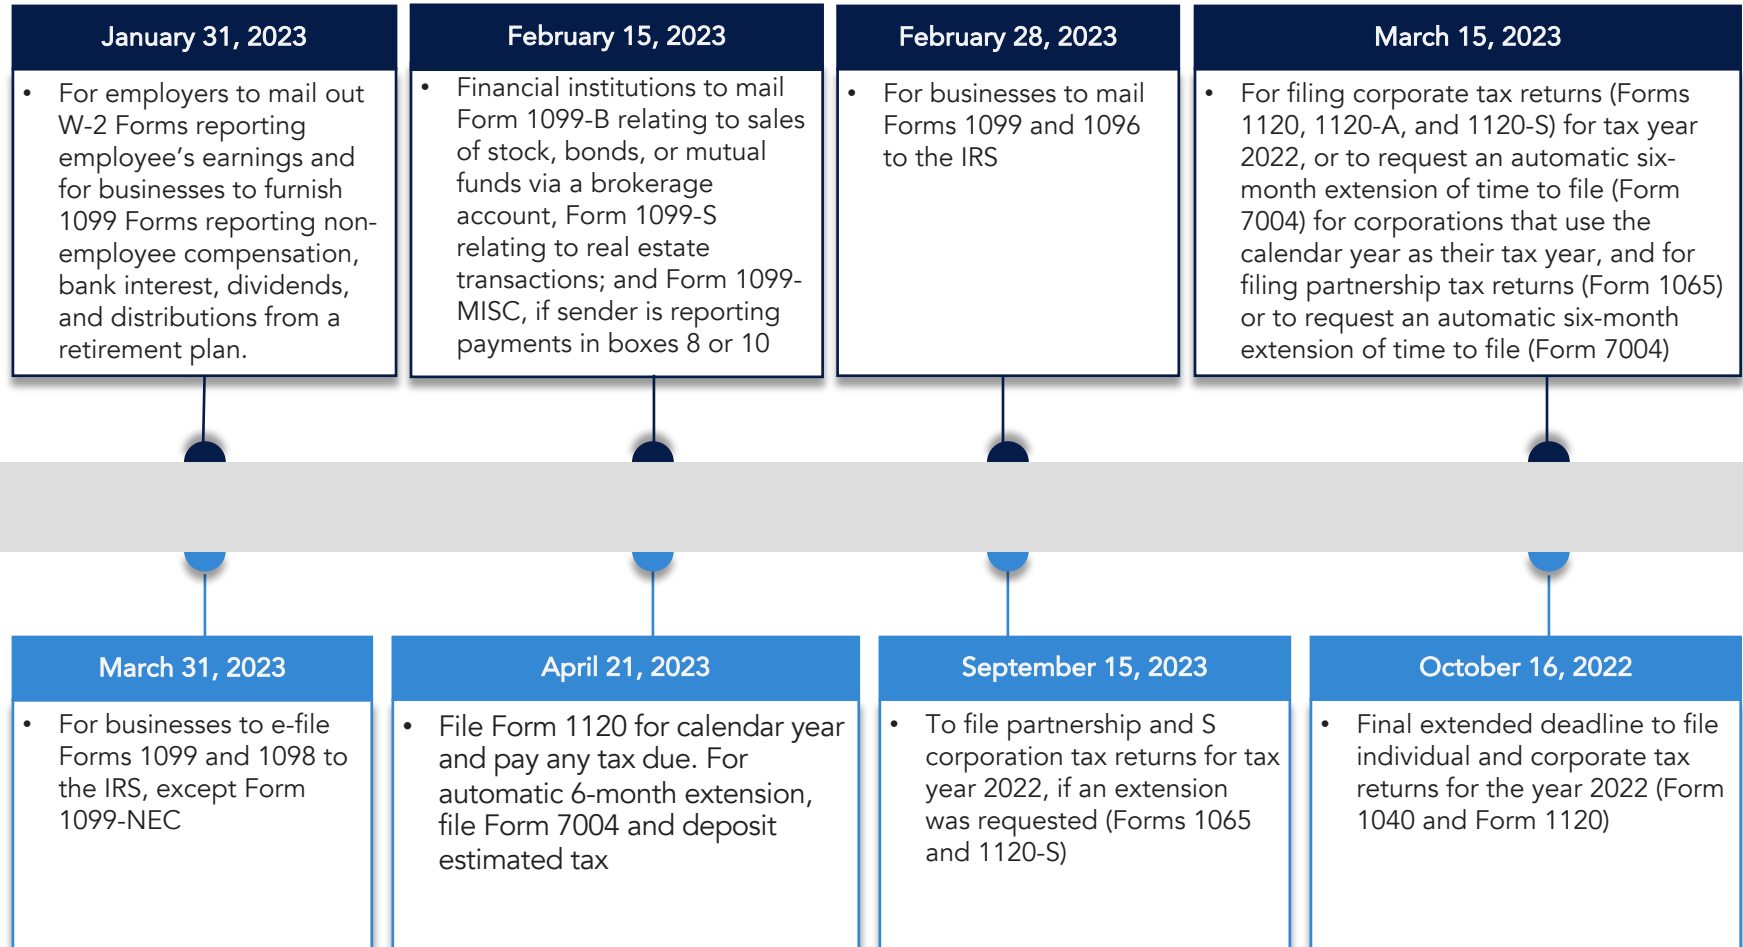 January 31, 2023
• For employers to mail out
W-2 Forms reporting
employee’s earnings and
for businesses to furnish
1099 Forms reporting non-
employee compensation,
bank interest, dividends,
and distributions from a
retirement plan.
February 15, 2023
• Financial institutions to mail
Form 1099-B relating to sales
of stock, bonds, or mutual
funds via a brokerage
account, Form 1099-S
relating to real estate
transactions; and Form 1099-
MISC, if sender is reporting
payments in boxes 8 or 10
February 28, 2023
• For businesses to mail
Forms 1099 and 1096
to the IRS
March 15, 2023
• For filing corporate tax returns (Forms
1120, 1120-A, and 1120-S) for tax year
2022, or to request an automatic six-
month extension of time to file (Form
7004) for corporations that use the
calendar year as their tax year, and for
filing partnership tax returns (Form 1065)
or to request an automatic six-month
extension of time to file (Form 7004)
March 31, 2023
• For businesses to e-file
Forms 1099 and 1098 to
the IRS, except Form
1099-NEC
April 21, 2023
• File Form 1120 for calendar year
and pay any tax due. For
automatic 6-month extension,
file Form 7004 and deposit
estimated tax
September 15, 2023
• To file partnership and S
corporation tax returns for tax
year 2022, if an extension
was requested (Forms 1065
and 1120-S)
October 16, 2022
• Final extended deadline to file
individual and corporate tax
returns for the year 2022 (Form
1040 and Form 1120)